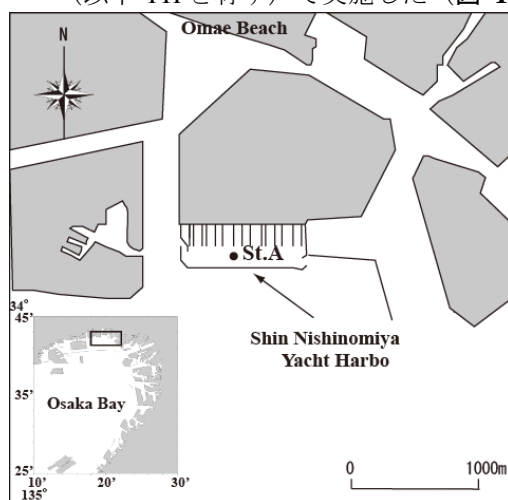 (以下 YH と称す)で実施した(図 1
Omae Beach
N
St.A
34°
45'
Shin Nishinomiya
Yacht Harbo
Osaka Bay
35'
25'
10' 20' 30'
135°
0 1000m